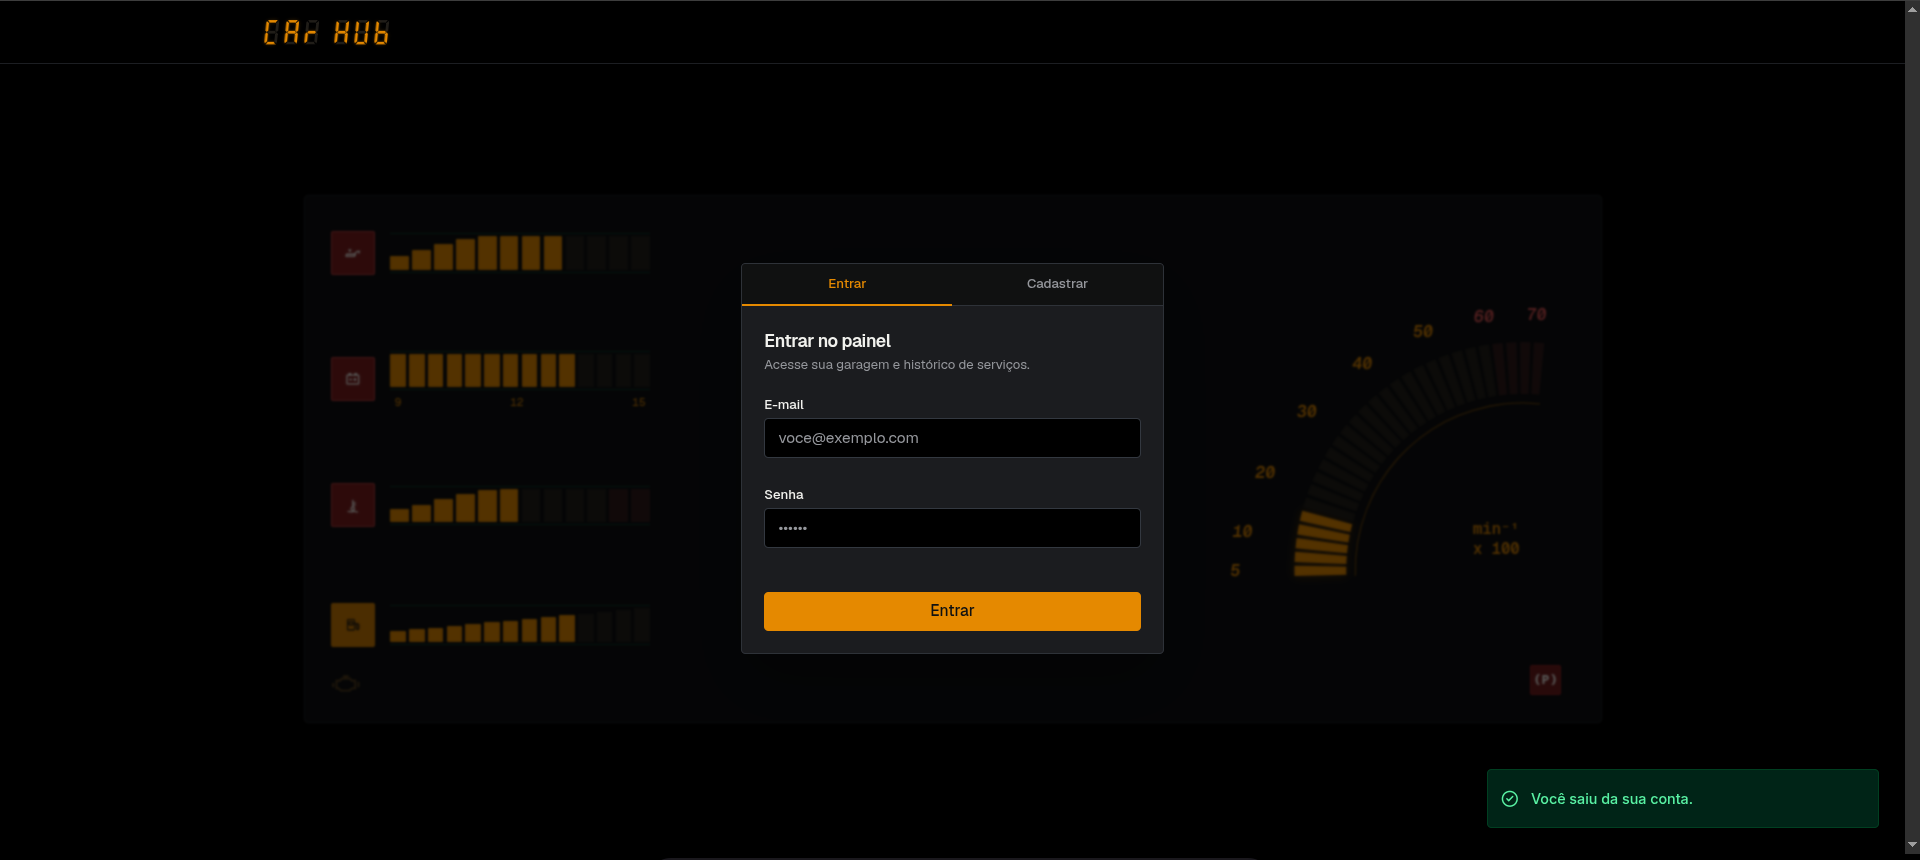 CAr HUb
Entrar
Cadastrar
Entrar no painel
Acesse sua garagem e histórico de serviços.
E-mail
voce@exemplo.com
Senha
••••••
Entrar
9 12 15
5
10
20
30
40
50
60
70
min⁻¹
x 100
(P)
Você saiu da sua conta.